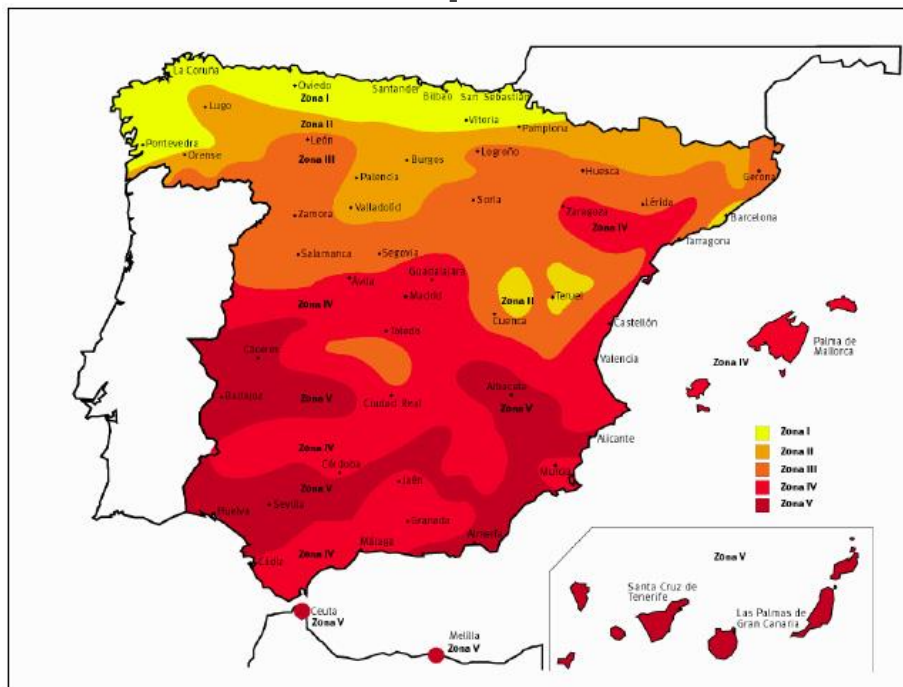 La Coruña
Oviedo
Santander
Bilbao
San Sebastián
Zona I
Lugo
Vitoria
Zona II
Pamplona
León
Pontevedra
Orense
Zona III
Burgos
Logroño
Huesca
Gerona
Palencia
Zamora
Valladolid
Soria
Zaragoza
Lérida
Barcelona
Zona IV
Tarragona
Salamanca
Segovia
Guadalajara
Ávila
Madrid
Zona IV
Zona II
Teruel
Cuenca
Castellón
Toledo
Valencia
Cáceres
Zona IV
Palma de
Mallorca
Badajoz
Zona V
Ciudad Real
Albacete
Zona V
Alicante
Zona IV
Córdoba
Murcia
Zona V
Jaén
Huelva
Sevilla
Granada
Almería
Málaga
Zona IV
Cádiz
Ceuta
Zona V
Melilla
Zona V
Zona I
Zona II
Zona III
Zona IV
Zona V
Zona V
Santa Cruz de
Tenerife
Las Palmas de
Gran Canaria